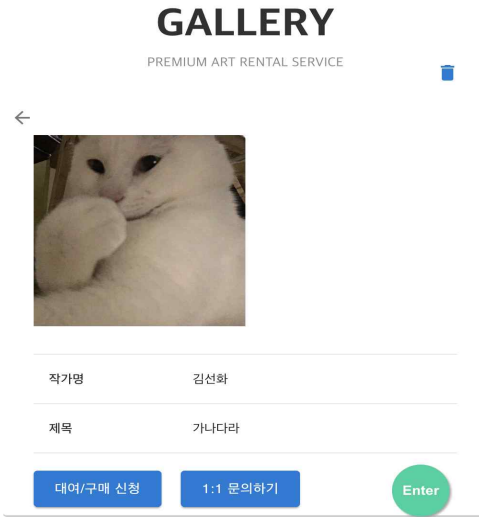 GALLERY
PREMIUM ART RENTAL SERVICE
작가명 김선화
제목 가나다라
대여/구매 신청 1:1 문의하기 Enter